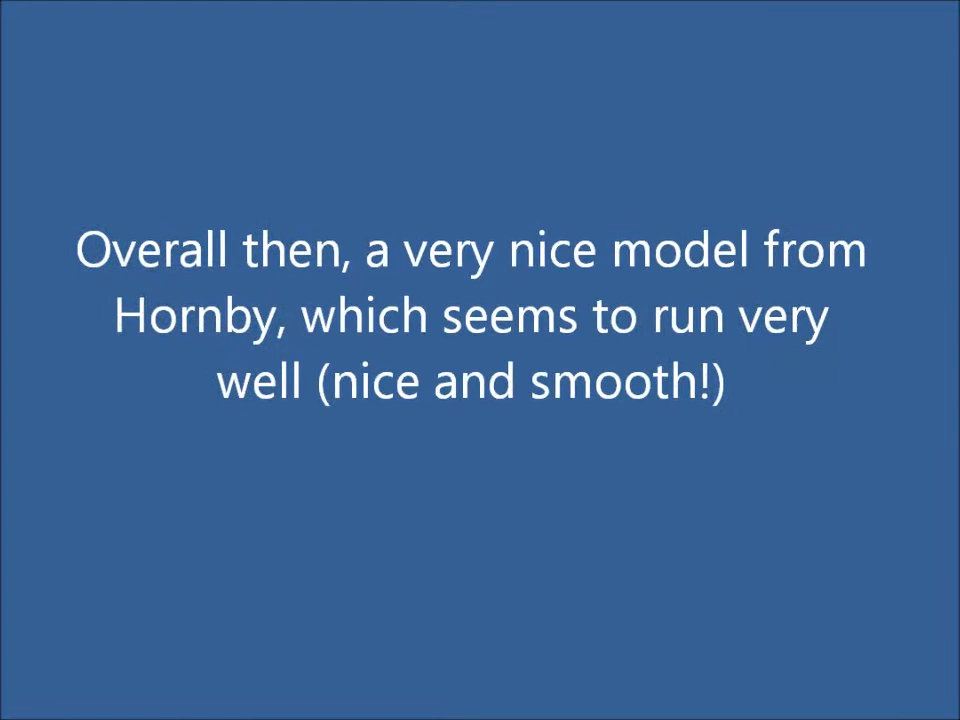 Overall then, a very nice model from
Hornby, which seems to run very
well (nice and smooth!)